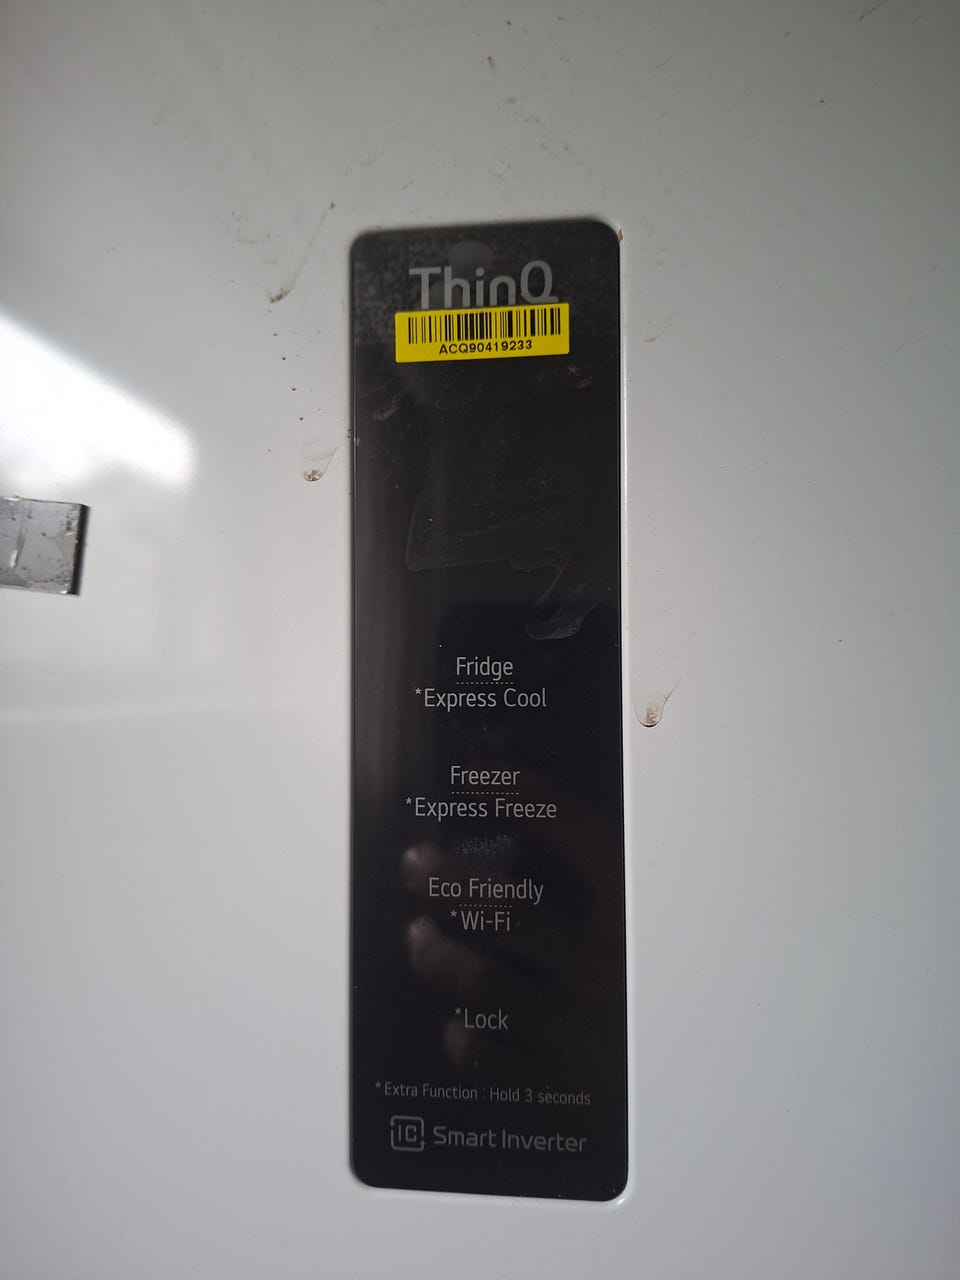 ThinQ
ACQ90419233
Fridge
*Express Cool
Freezer
*Express Freeze
Eco Friendly
*Wi-Fi
*Lock
*Extra Function : Hold 3 seconds
IC Smart Inverter